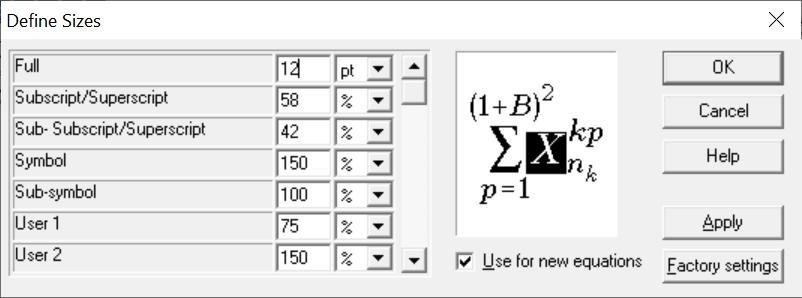 Define Sizes
Full 12 pt
Subscript/Superscript 58 %
Sub- Subscript/Superscript 42 %
Symbol 150 %
Sub-symbol 100 %
User 1 75 %
User 2 150 %
(1+B)²
∑ X kp n k
p=1
Use for new equations
OK
Cancel
Help
Apply
Factory settings